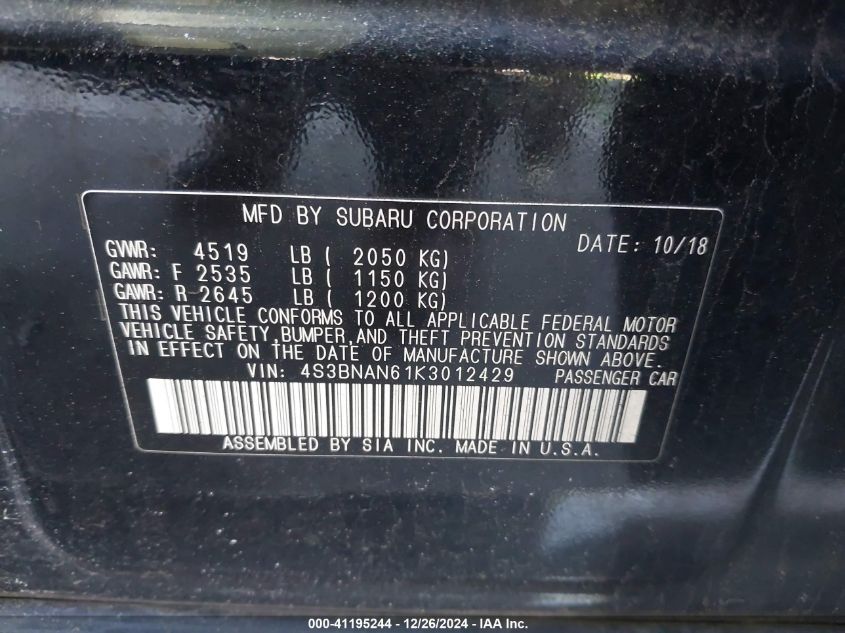 MFD BY SUBARU CORPORATION
DATE: 10/18
GVWR: 4519 LB ( 2050 KG)
GAWR: F 2535 LB ( 1150 KG)
GAWR: R-2645 LB ( 1200 KG)
THIS VEHICLE CONFORMS TO ALL APPLICABLE FEDERAL MOTOR
VEHICLE SAFETY,BUMPER,AND THEFT PREVENTION STANDARDS
IN EFFECT ON THE DATE OF MANUFACTURE SHOWN ABOVE.
VIN: 4S3BNAN61K3012429 PASSENGER CAR
ASSEMBLED BY SIA INC. MADE IN U.S.A.
000-41195244 - 12/26/2024 - IAA Inc.